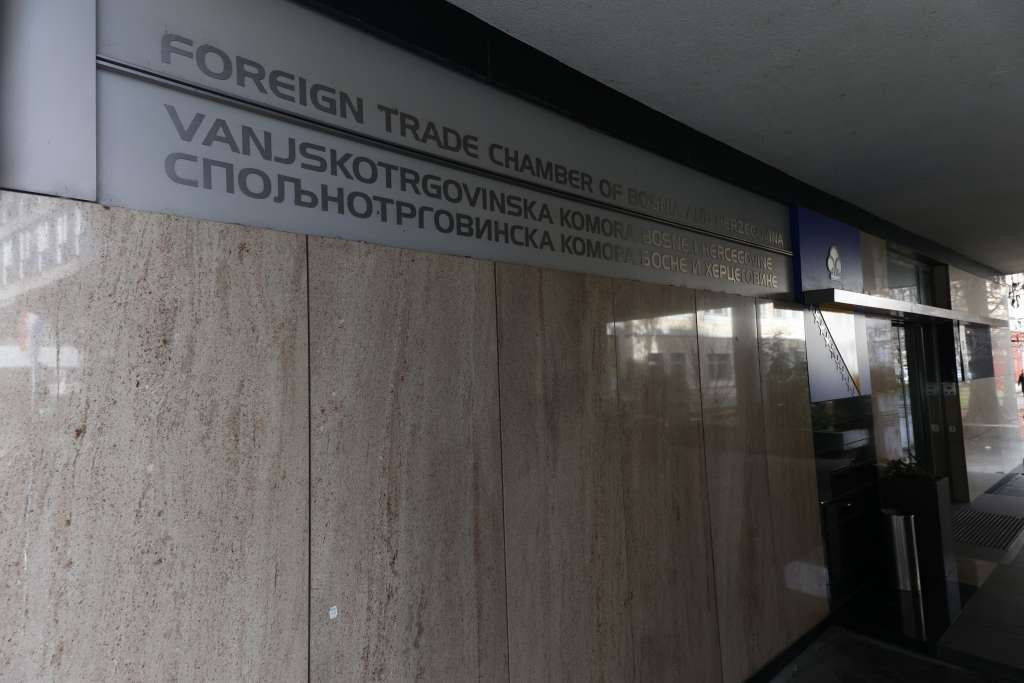 FOREIGN TRADE CHAMBER OF BOSNIA AND HERZEGOVINA
VANJSKOTRGOVINSKA KOMORA BOSNE I HERCEGOVINE
СПОЉНОТРГОВИНСКА КОМОРА БОСНЕ И ХЕРЦЕГОВИНЕ